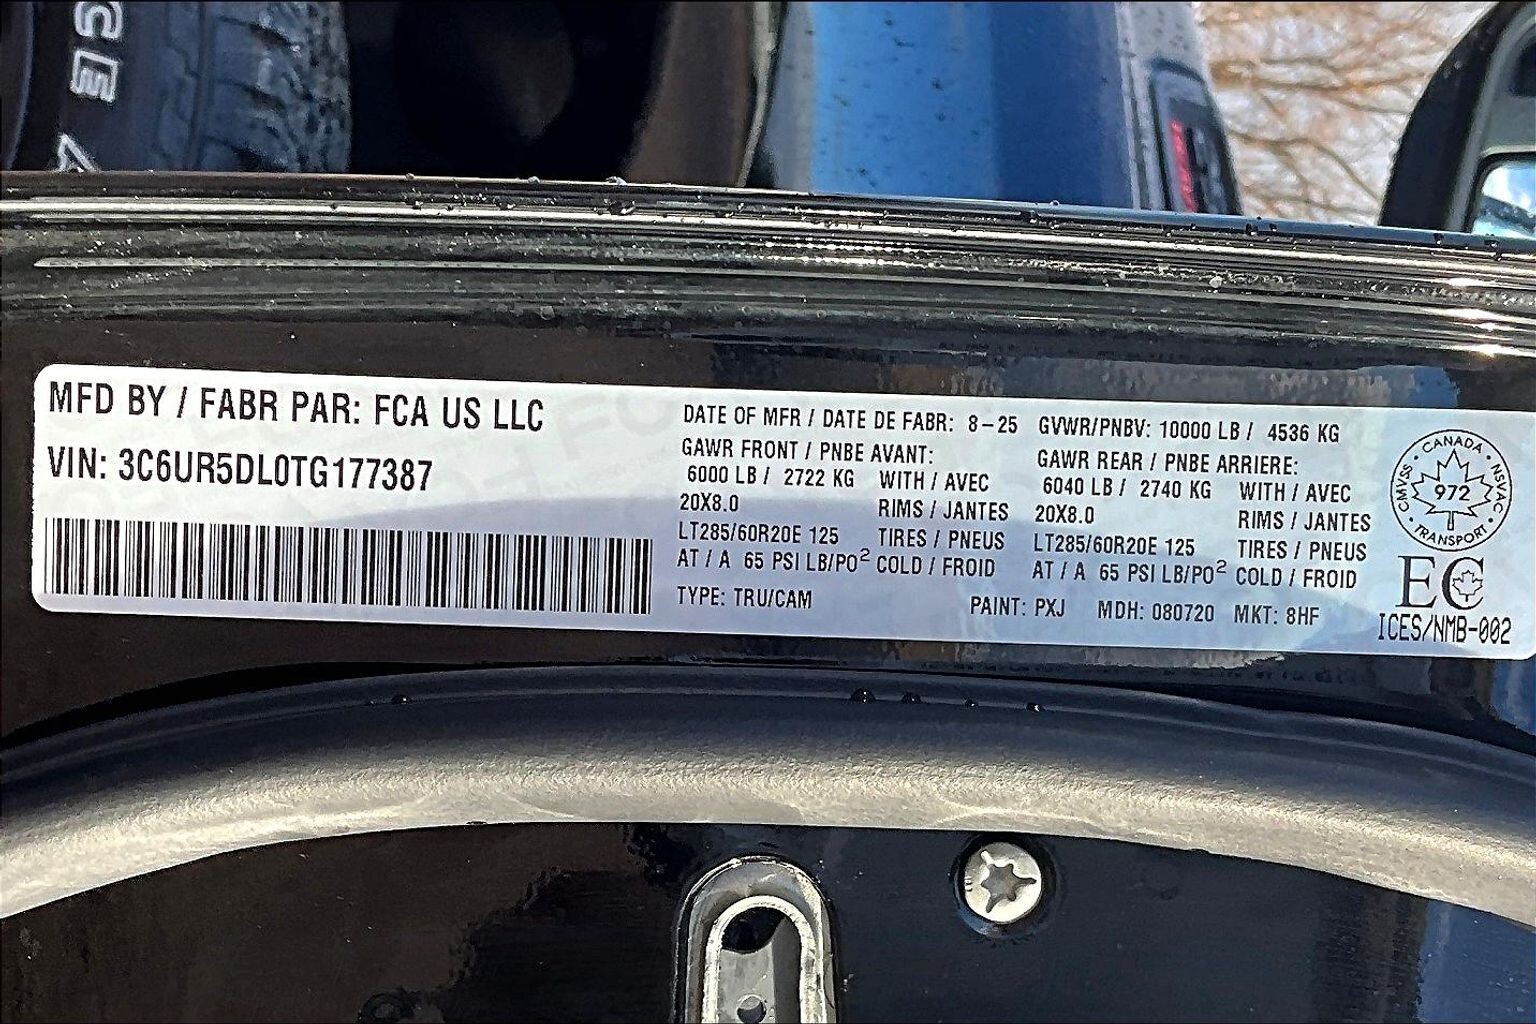 MFD BY / FABR PAR: FCA US LLC
VIN: 3C6UR5DL0TG177387
DATE OF MFR / DATE DE FABR: 8-25
GAWR FRONT / PNBE AVANT:
6000 LB / 2722 KG WITH / AVEC
20X8.0 RIMS / JANTES
LT285/60R20E 125 TIRES / PNEUS
AT / A 65 PSI LB/PO² COLD / FROID
TYPE: TRU/CAM
GVWR/PNBV: 10000 LB / 4536 KG
GAWR REAR / PNBE ARRIERE:
6040 LB / 2740 KG WITH / AVEC
20X8.0 RIMS / JANTES
LT285/60R20E 125 TIRES / PNEUS
AT / A 65 PSI LB/PO² COLD / FROID
PAINT: PXJ MDH: 080720 MKT: 8HF
CANADA
CMVSS 972 NSVAC
TRANSPORT
EC
ICES/NMB-002